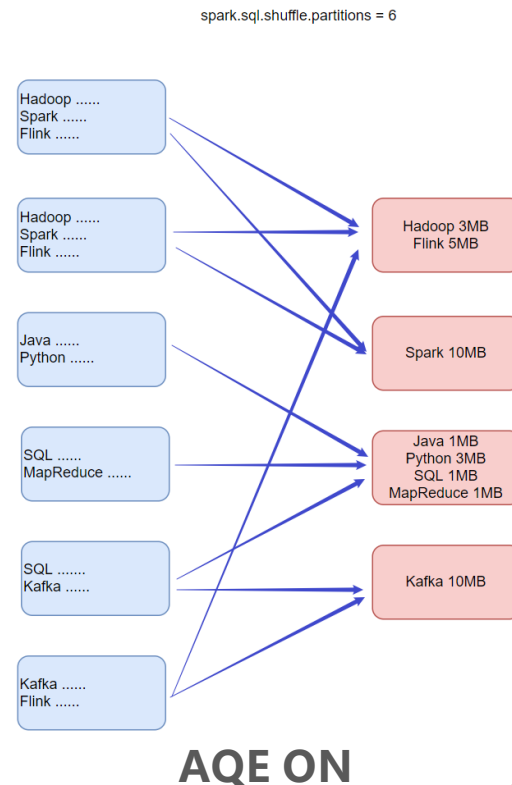 spark.sql.shuffle.partitions = 6
Hadoop ......
Spark ......
Flink ......
Hadoop ......
Spark ......
Flink ......
Java ......
Python ......
SQL ......
MapReduce ......
SQL .......
Kafka ......
Kafka ......
Flink ......
Hadoop 3MB
Flink 5MB
Spark 10MB
Java 1MB
Python 3MB
SQL 1MB
MapReduce 1MB
Kafka 10MB
AQE ON